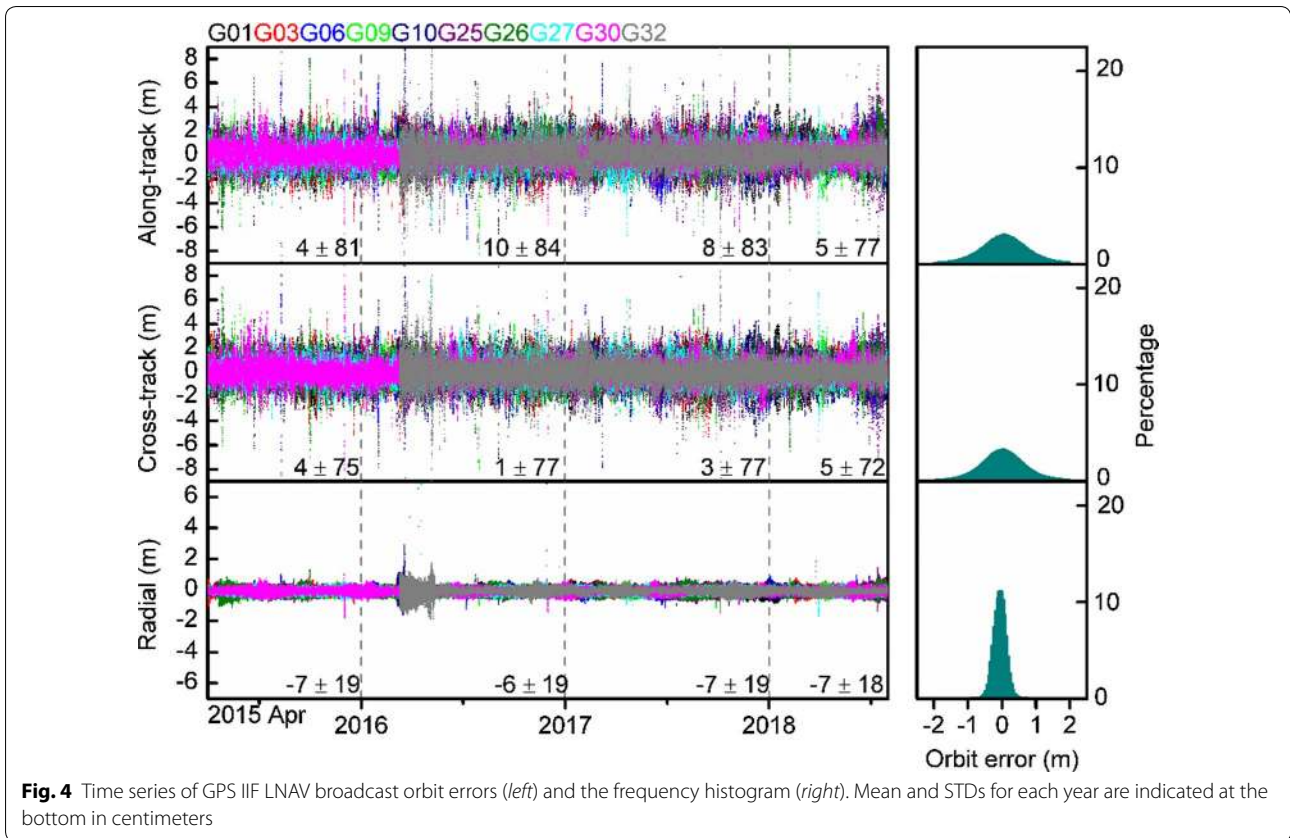 G01G03G06G09G10G25G26G27G30G32
Along-track (m)
8
6
4
2
0
-2
-4
-6
-8
4 ± 81
10 ± 84
8 ± 83
5 ± 77
20
10
0
Cross-track (m)
8
6
4
2
0
-2
-4
-6
-8
4 ± 75
1 ± 77
3 ± 77
5 ± 72
20
10
0
Percentage
Radial (m)
6
4
2
0
-2
-4
-6
-7 ± 19
-6 ± 19
-7 ± 19
-7 ± 18
20
10
0
2015 Apr
2016
2017
2018
-2 -1 0 1 2
Orbit error (m)
Fig. 4 Time series of GPS IIF LNAV broadcast orbit errors (left) and the frequency histogram (right). Mean and STDs for each year are indicated at the
bottom in centimeters